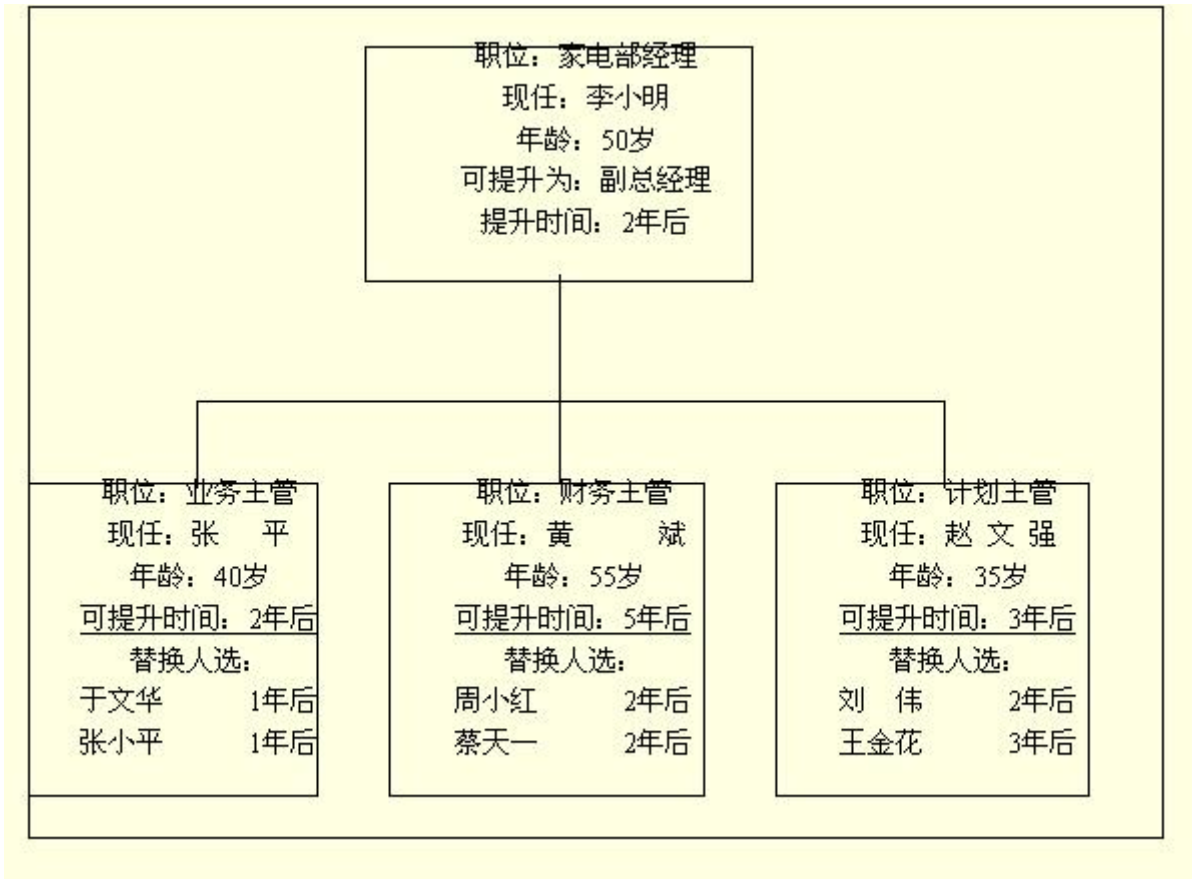 职位：家电部经理
现任：李小明
年龄：50岁
可提升为：副总经理
提升时间：2年后
职位：业务主管
现任：张 平
年龄：40岁
可提升时间：2年后
替换人选：
于文华 1年后
张小平 1年后
职位：财务主管
现任：黄 斌
年龄：55岁
可提升时间：5年后
替换人选：
周小红 2年后
蔡天一 2年后
职位：计划主管
现任：赵 文 强
年龄：35岁
可提升时间：3年后
替换人选：
刘 伟 2年后
王金花 3年后